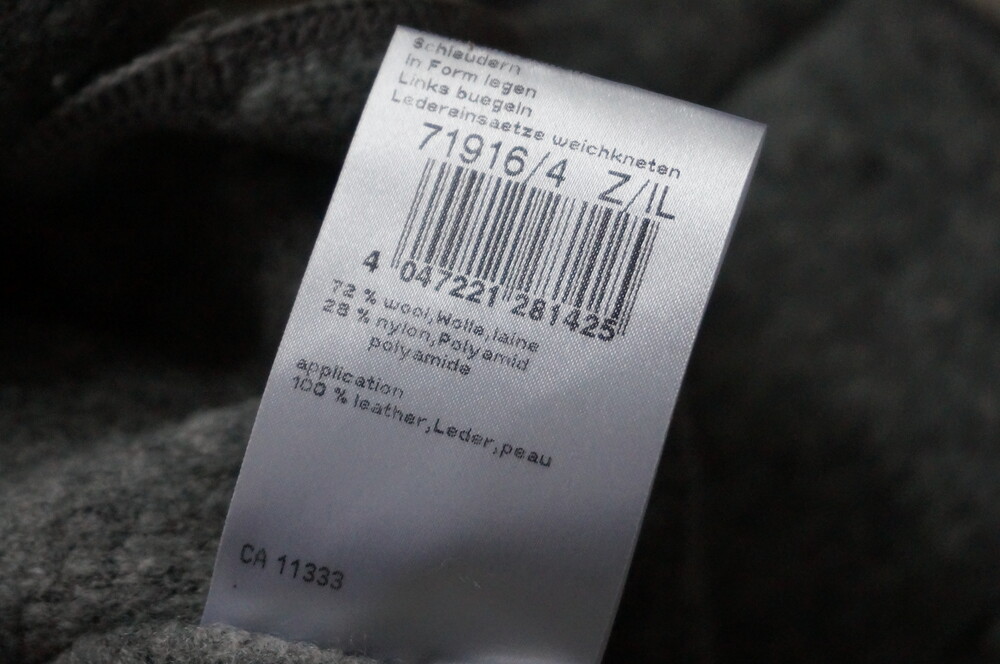 Schleudern
In Form legen
Links buegeln
Ledereinsaetze weichkneten
71916/4 Z/IL
4 047221 281425
72 % wool,Wolle,laine
28 % nylon,Polyamid
polyamide
application
100 % leather,Leder,peau
CA 11333